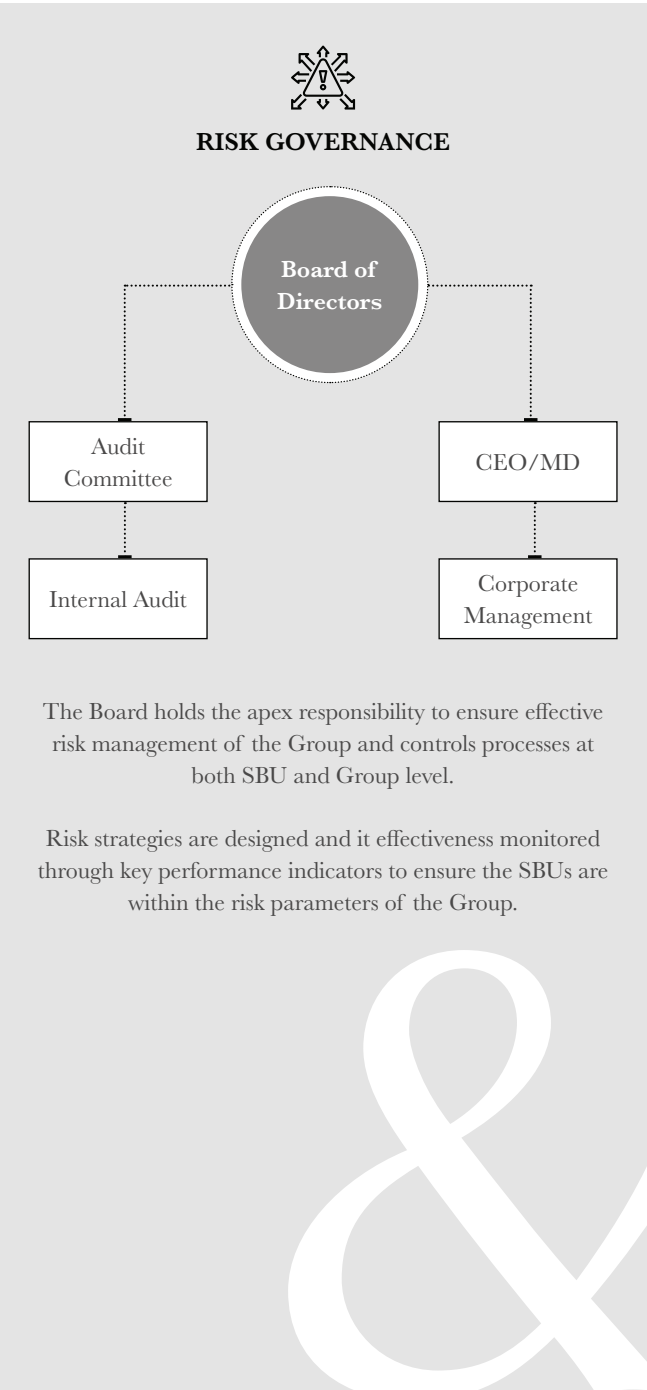 RISK GOVERNANCE
Board of
Directors
Audit
Committee
CEO/MD
Internal Audit
Corporate
Management
The Board holds the apex responsibility to ensure effective
risk management of the Group and controls processes at
both SBU and Group level.
Risk strategies are designed and it effectiveness monitored
through key performance indicators to ensure the SBUs are
within the risk parameters of the Group.
&